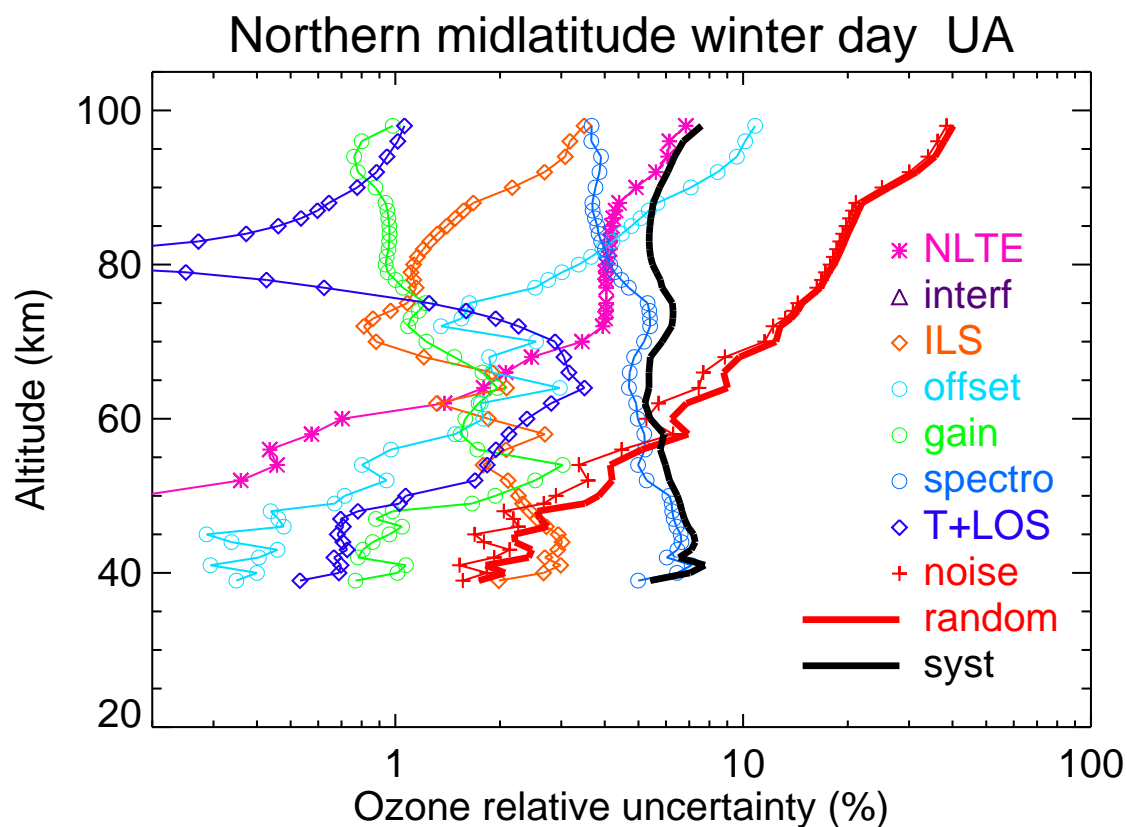 Northern midlatitude winter day UA
100
80
60
40
20
Altitude (km)
NLTE
interf
ILS
offset
gain
spectro
T+LOS
noise
random
syst
1
10
100
Ozone relative uncertainty (%)